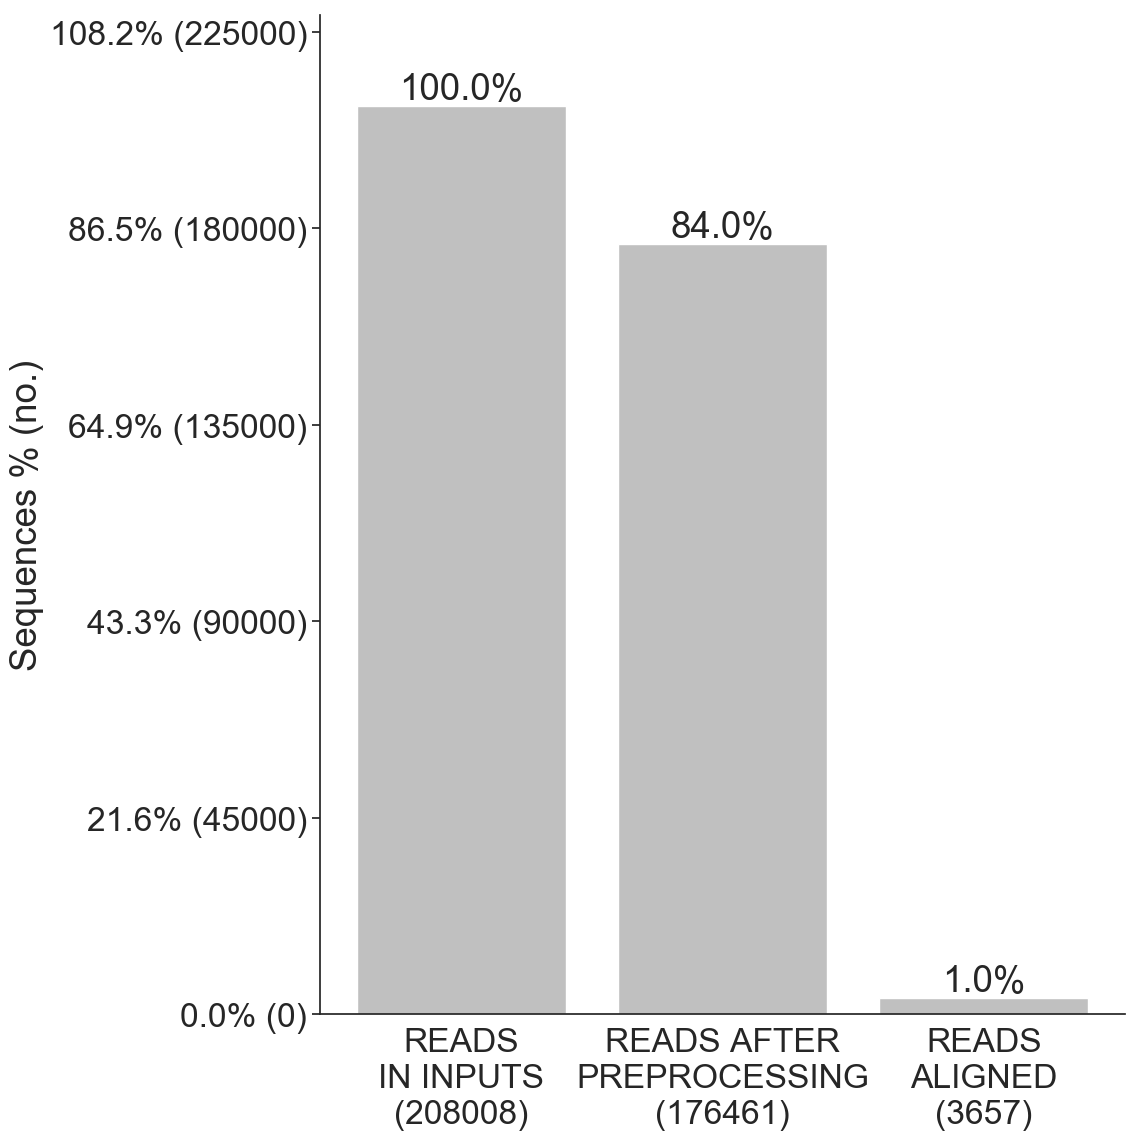 Sequences % (no.)
108.2% (225000)
86.5% (180000)
64.9% (135000)
43.3% (90000)
21.6% (45000)
0.0% (0)
100.0%
84.0%
1.0%
READS
IN INPUTS
(208008)
READS AFTER
PREPROCESSING
(176461)
READS
ALIGNED
(3657)